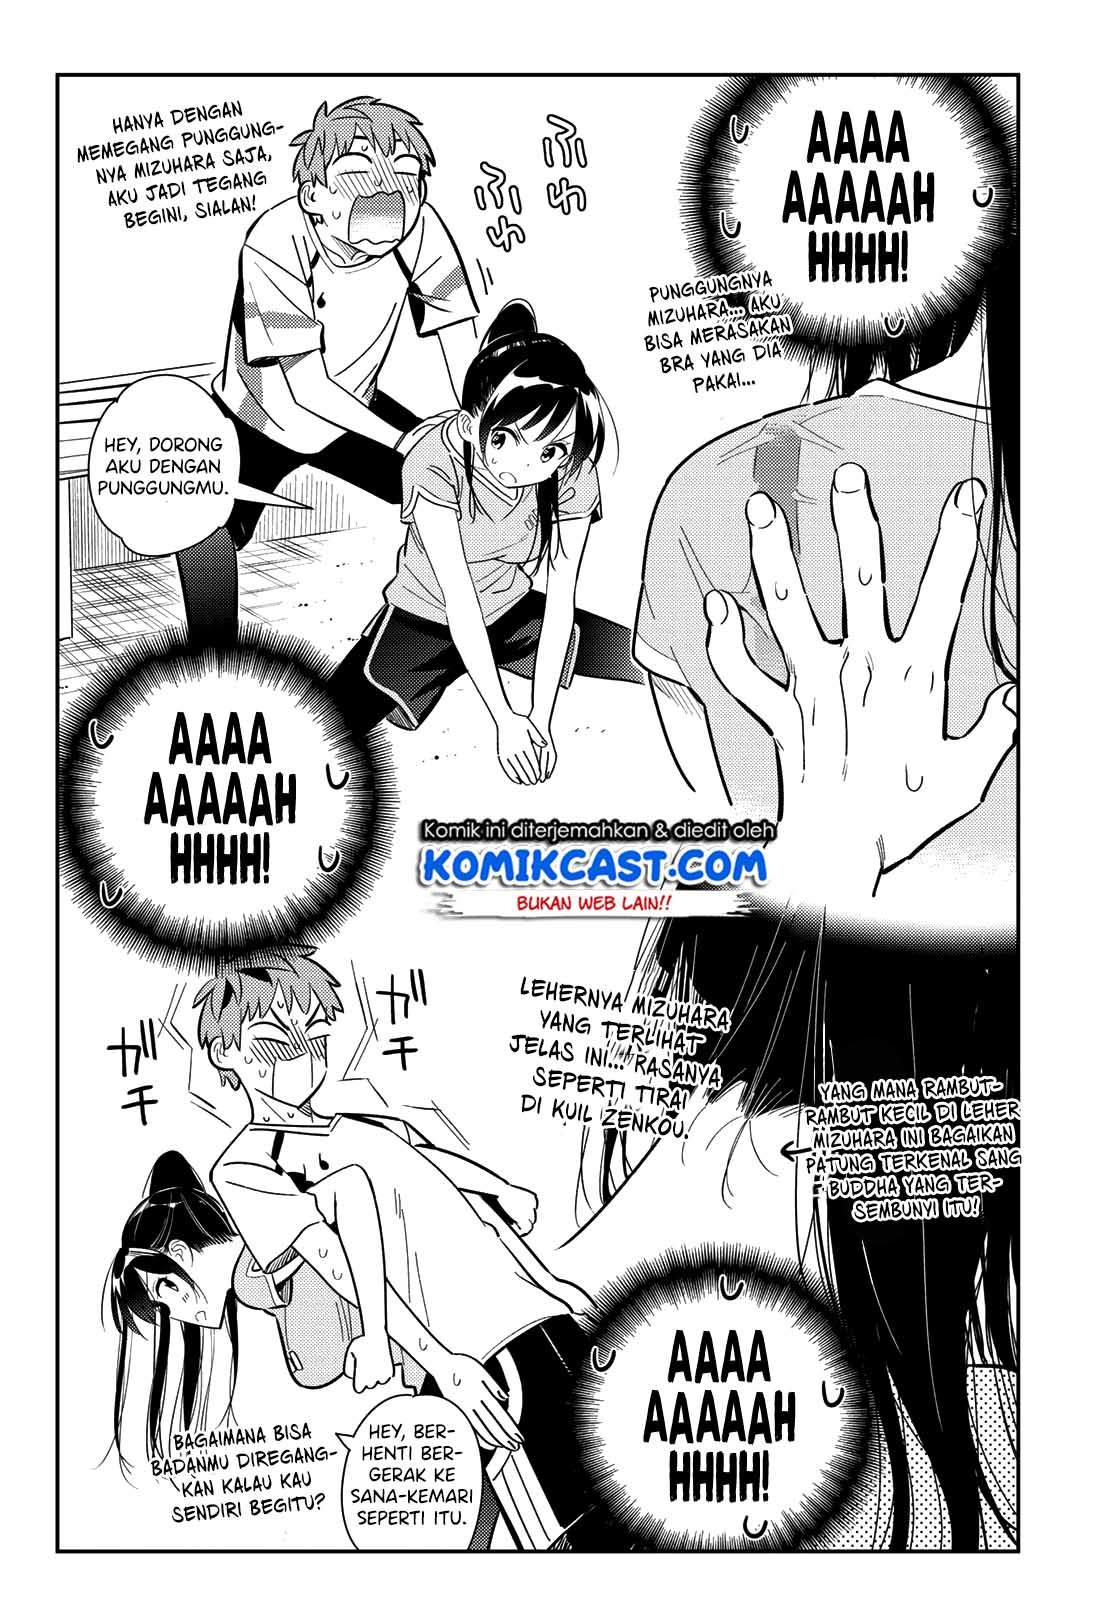 AAAA
AAAAAH
HHHH!
PUNGGUNGNYA
MIZUHARA... AKU
BISA MERASAKAN
BRA YANG DIA
PAKAI...
HANYA DENGAN
MEMEGANG PUNGGUNG-
NYA MIZUHARA SAJA,
AKU JADI TEGANG
BEGINI, SIALAN!
ふわ
ふわ
HEY, DORONG
AKU DENGAN
PUNGGUNGMU.
AAAA
AAAAAH
HHHH!
Komik ini diterjemahkan & diedit oleh
KOMIKCAST.COM
BUKAN WEB LAIN!!
LEHERNYA MIZUHARA
YANG TERLIHAT
JELAS INI... RASANYA
SEPERTI TIRAI
DI KUIL ZENKOU.
YANG MANA RAMBUT-
RAMBUT KECIL DI LEHER
MIZUHARA INI BAGAIKAN
PATUNG TERKENAL SANG
BUDDHA YANG TER-
SEMBUNYI ITU!
ガチ
ガチ
AAAA
AAAAAH
HHHH!
HEY, BER-
HENTI BER-
GERAK KE
SANA-KEMARI
SEPERTI ITU.
BAGAIMANA BISA
BADANMU DIREGANG-
KAN KALAU KAU
SENDIRI BEGITU?